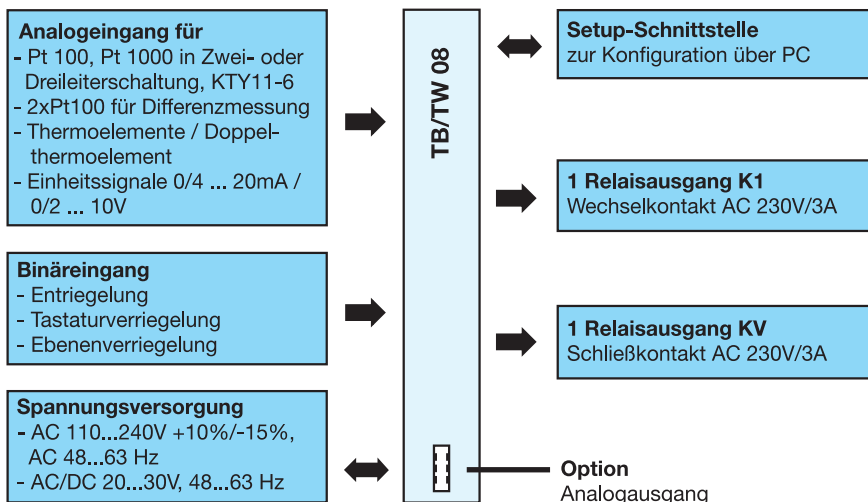 Analogeingang für
- Pt 100, Pt 1000 in Zwei- oder
Dreileiterschaltung, KTY11-6
- 2xPt100 für Differenzmessung
- Thermoelemente / Doppel-
thermoelement
- Einheitssignale 0/4 ... 20mA /
0/2 ... 10V
Binäreingang
- Entriegelung
- Tastaturverriegelung
- Ebenenverriegelung
Spannungsversorgung
- AC 110...240V +10%/-15%,
AC 48...63 Hz
- AC/DC 20...30V, 48...63 Hz
TB/TW 08
Setup-Schnittstelle
zur Konfiguration über PC
1 Relaisausgang K1
Wechselkontakt AC 230V/3A
1 Relaisausgang KV
Schließkontakt AC 230V/3A
Option
Analogausgang